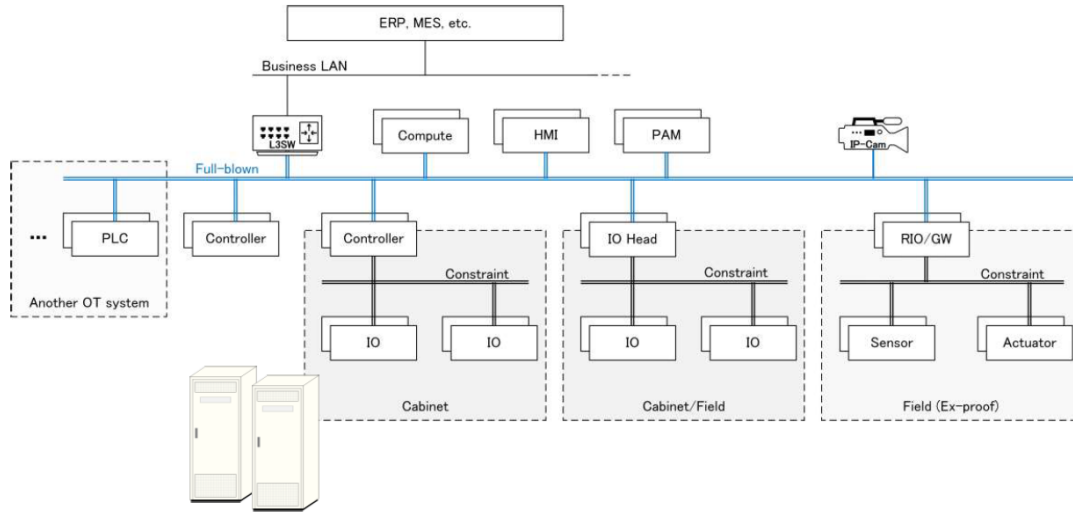 ERP, MES, etc.
Business LAN
L3SW
Compute
HMI
PAM
IP-Cam
Full-blown
...
PLC
Controller
Controller
IO Head
RIO/GW
Another OT system
Constraint
Constraint
Constraint
IO
IO
IO
IO
Sensor
Actuator
Cabinet
Cabinet/Field
Field (Ex-proof)